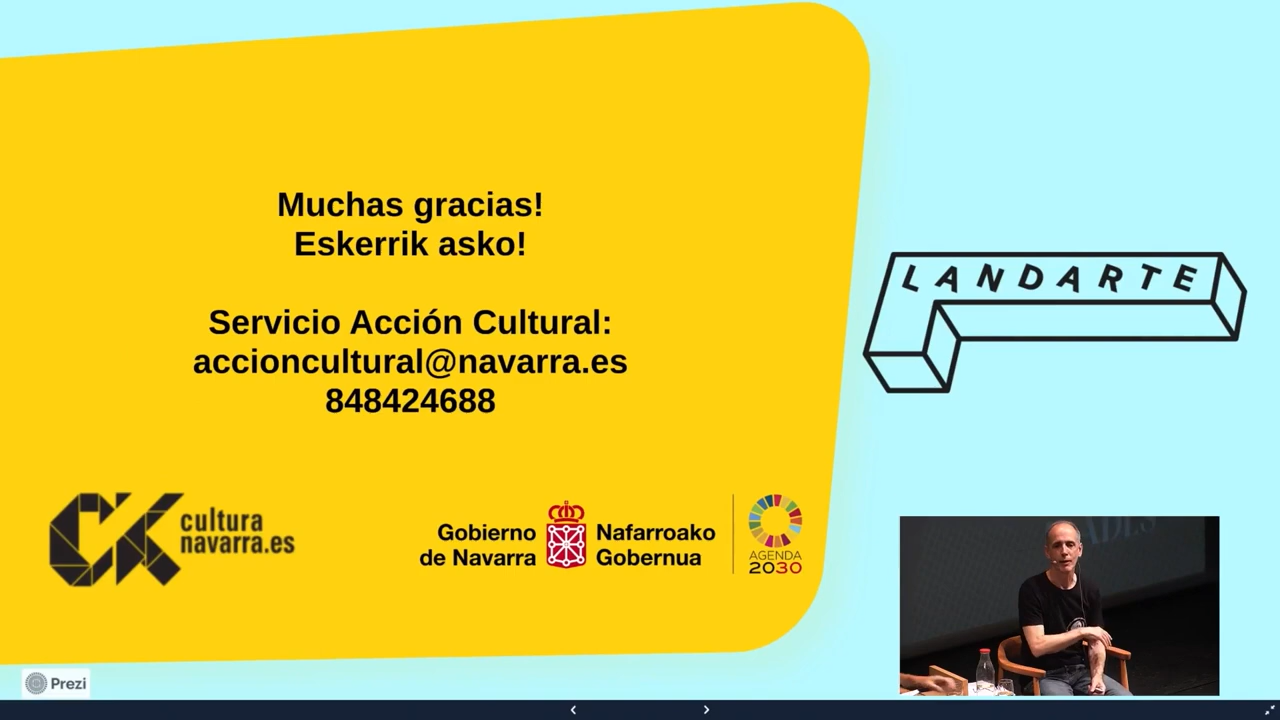 Muchas gracias!
Eskerrik asko!
Servicio Acción Cultural:
accioncultural@navarra.es
848424688
LANDARTE
CK
cultura
navarra.es
Gobierno
de Navarra
Nafarroako
Gobernua
AGENDA
2030
Prezi